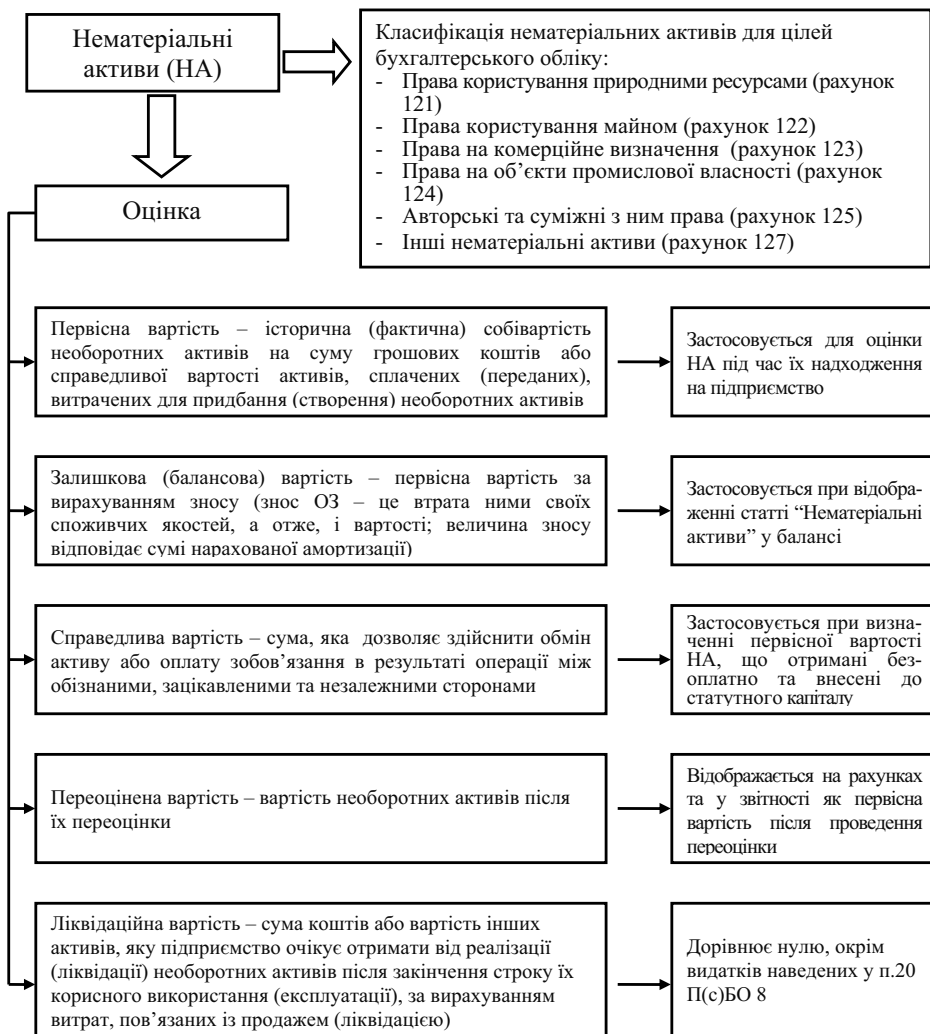 Нематеріальні
активи (НА)
Класифікація нематеріальних активів для цілей
бухгалтерського обліку:
- Права користування природними ресурсами (рахунок
121)
- Права користування майном (рахунок 122)
- Права на комерційне визначення (рахунок 123)
- Права на об’єкти промислової власності (рахунок
124)
- Авторські та суміжні з ним права (рахунок 125)
- Інші нематеріальні активи (рахунок 127)
Оцінка
Первісна вартість – історична (фактична) собівартість
необоротних активів на суму грошових коштів або
справедливої вартості активів, сплачених (переданих),
витрачених для придбання (створення) необоротних активів
Застосовується для оцінки
НА під час їх надходження
на підприємство
Залишкова (балансова) вартість – первісна вартість за
вирахуванням зносу (знос ОЗ – це втрата ними своїх
споживчих якостей, а отже, і вартості; величина зносу
відповідає сумі нарахованої амортизації)
Застосовується при відобра-
женні статті “Нематеріальні
активи” у балансі
Справедлива вартість – сума, яка дозволяє здійснити обмін
активу або оплату зобов’язання в результаті операції між
обізнаними, зацікавленими та незалежними сторонами
Застосовується при визна-
ченні первісної вартості
НА, що отримані без-
оплатно та внесені до
статутного капіталу
Переоцінена вартість – вартість необоротних активів після
їх переоцінки
Відображається на рахунках
та у звітності як первісна
вартість після проведення
переоцінки
Ліквідаційна вартість – сума коштів або вартість інших
активів, яку підприємство очікує отримати від реалізації
(ліквідації) необоротних активів після закінчення строку їх
корисного використання (експлуатації), за вирахуванням
витрат, пов’язаних із продажем (ліквідацією)
Дорівнює нулю, окрім
видатків наведених у п.20
П(с)БО 8